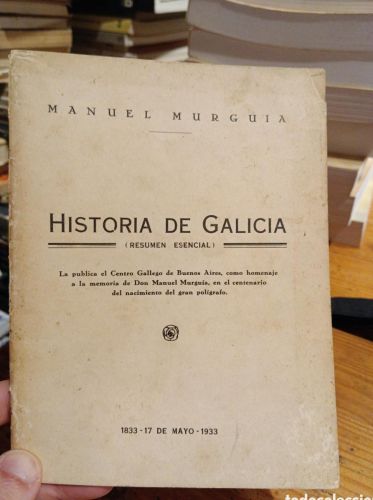 MANUEL MURGUIA
HISTORIA DE GALICIA
(RESUMEN ESENCIAL)
La publica el Centro Gallego de Buenos Aires, como homenaje
a la memoria de Don Manuel Murguía, en el centenario
del nacimiento del gran polígrafo.
1833 - 17 DE MAYO - 1933